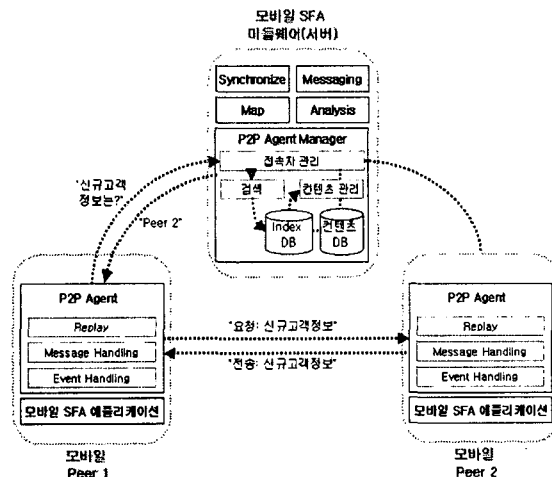 모바일 SFA
미들웨어(서버)
Synchronize
Messaging
Map
Analysis
P2P Agent Manager
접속자 관리
검색
컨텐츠 관리
Index
DB
컨텐츠
DB
"신규고객
정보는?"
"Peer 2"
P2P Agent
Replay
Message Handling
Event Handling
모바일 SFA 애플리케이션
모바일
Peer 1
"요청: 신규고객정보"
"전송: 신규고객정보"
P2P Agent
Replay
Message Handling
Event Handling
모바일 SFA 애플리케이션
모바일
Peer 2